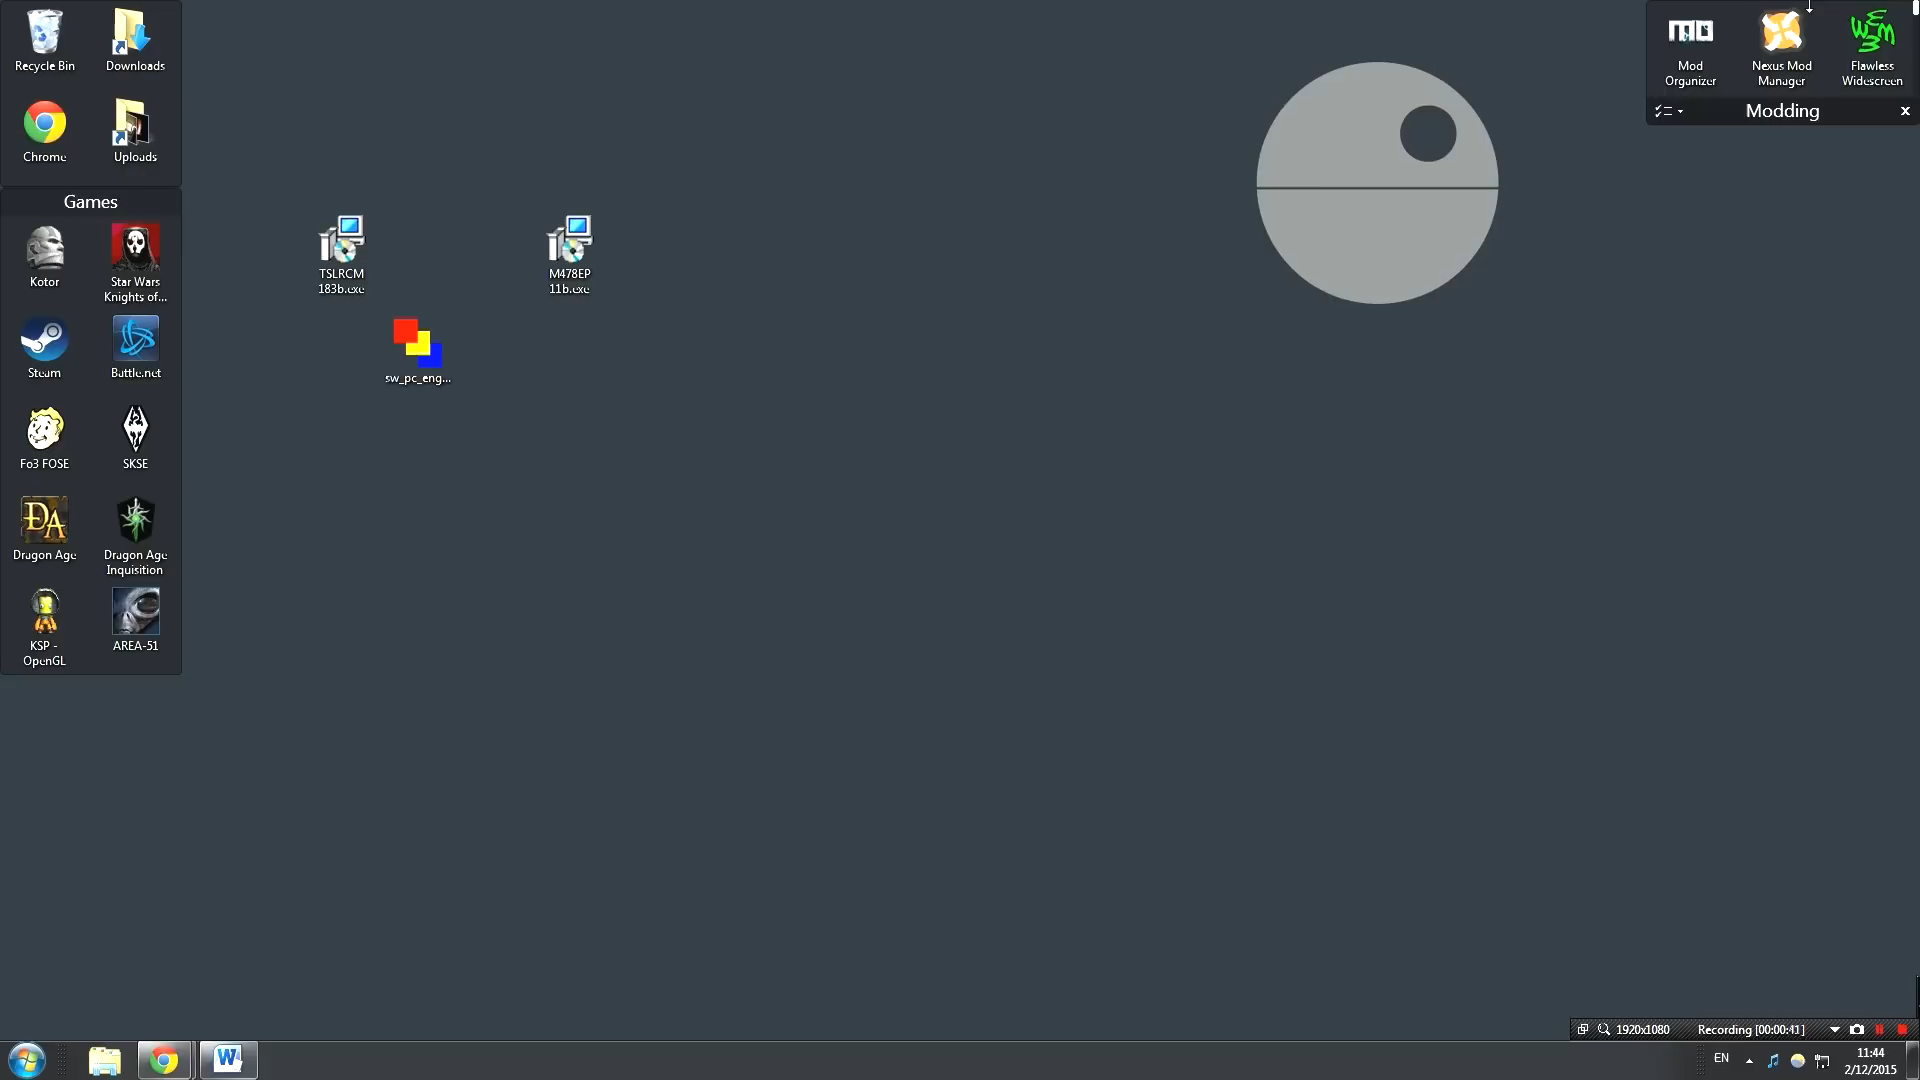 Recycle Bin
Downloads
Chrome
Uploads
Games
Kotor
Star Wars
Knights of...
Steam
Battle.net
Fo3 FOSE
SKSE
Dragon Age
Dragon Age
Inquisition
KSP -
OpenGL
AREA-51
TSLRCM
183b.exe
M478EP
11b.exe
sw_pc_eng...
Mod
Organizer
Nexus Mod
Manager
Flawless
Widescreen
Modding
1920x1080
Recording [00:00:41]
EN
11:44
2/12/2015